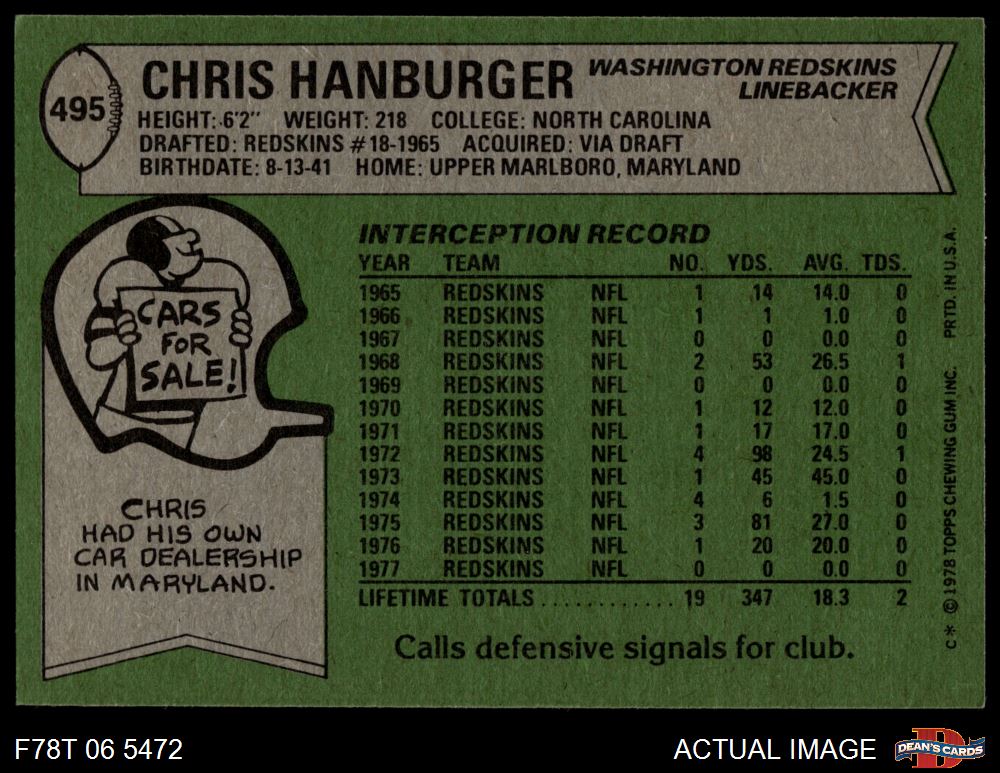 495
CHRIS HANBURGER
WASHINGTON REDSKINS
LINEBACKER
HEIGHT: 6'2" WEIGHT: 218 COLLEGE: NORTH CAROLINA
DRAFTED: REDSKINS #18-1965 ACQUIRED: VIA DRAFT
BIRTHDATE: 8-13-41 HOME: UPPER MARLBORO, MARYLAND
CARS
FOR
SALE!
CHRIS
HAD HIS OWN
CAR DEALERSHIP
IN MARYLAND.
INTERCEPTION RECORD
YEAR TEAM NO. YDS. AVG. TDS.
1965 REDSKINS NFL 1 14 14.0 0
1966 REDSKINS NFL 1 1 1.0 0
1967 REDSKINS NFL 0 0 0.0 0
1968 REDSKINS NFL 2 53 26.5 1
1969 REDSKINS NFL 0 0 0.0 0
1970 REDSKINS NFL 1 12 12.0 0
1971 REDSKINS NFL 1 17 17.0 0
1972 REDSKINS NFL 4 98 24.5 1
1973 REDSKINS NFL 1 45 45.0 0
1974 REDSKINS NFL 4 6 1.5 0
1975 REDSKINS NFL 3 81 27.0 0
1976 REDSKINS NFL 1 20 20.0 0
1977 REDSKINS NFL 0 0 0.0 0
LIFETIME TOTALS ............ 19 347 18.3 2
Calls defensive signals for club.
C* © 1978 TOPPS CHEWING GUM INC. PRTD. IN U.S.A.
F78T 06 5472
ACTUAL IMAGE
D
DEAN'S CARDS